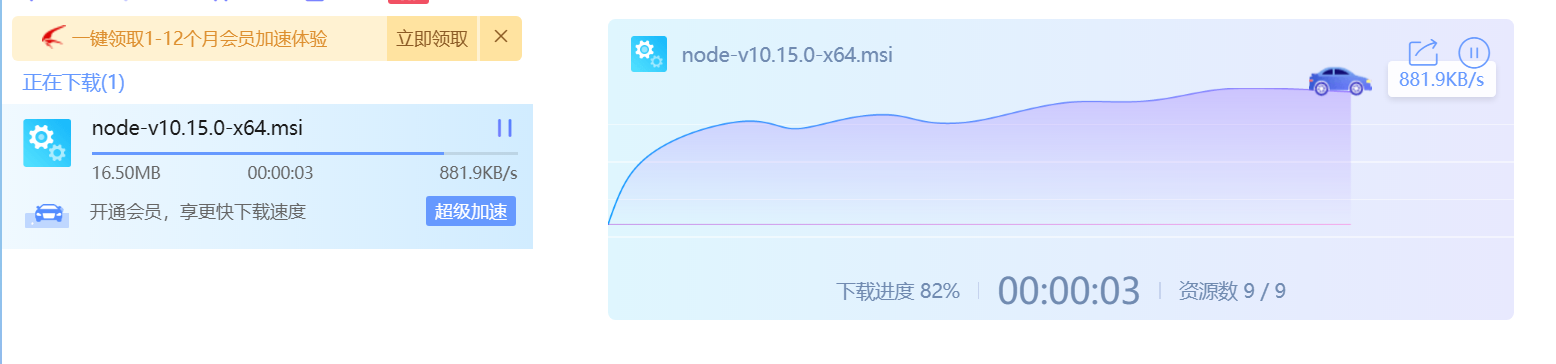 一键领取1-12个月会员加速体验 立即领取
正在下载(1)
node-v10.15.0-x64.msi
16.50MB 00:00:03 881.9KB/s
开通会员，享更快下载速度 超级加速
node-v10.15.0-x64.msi
881.9KB/s
下载进度 82% 00:00:03 资源数 9 / 9